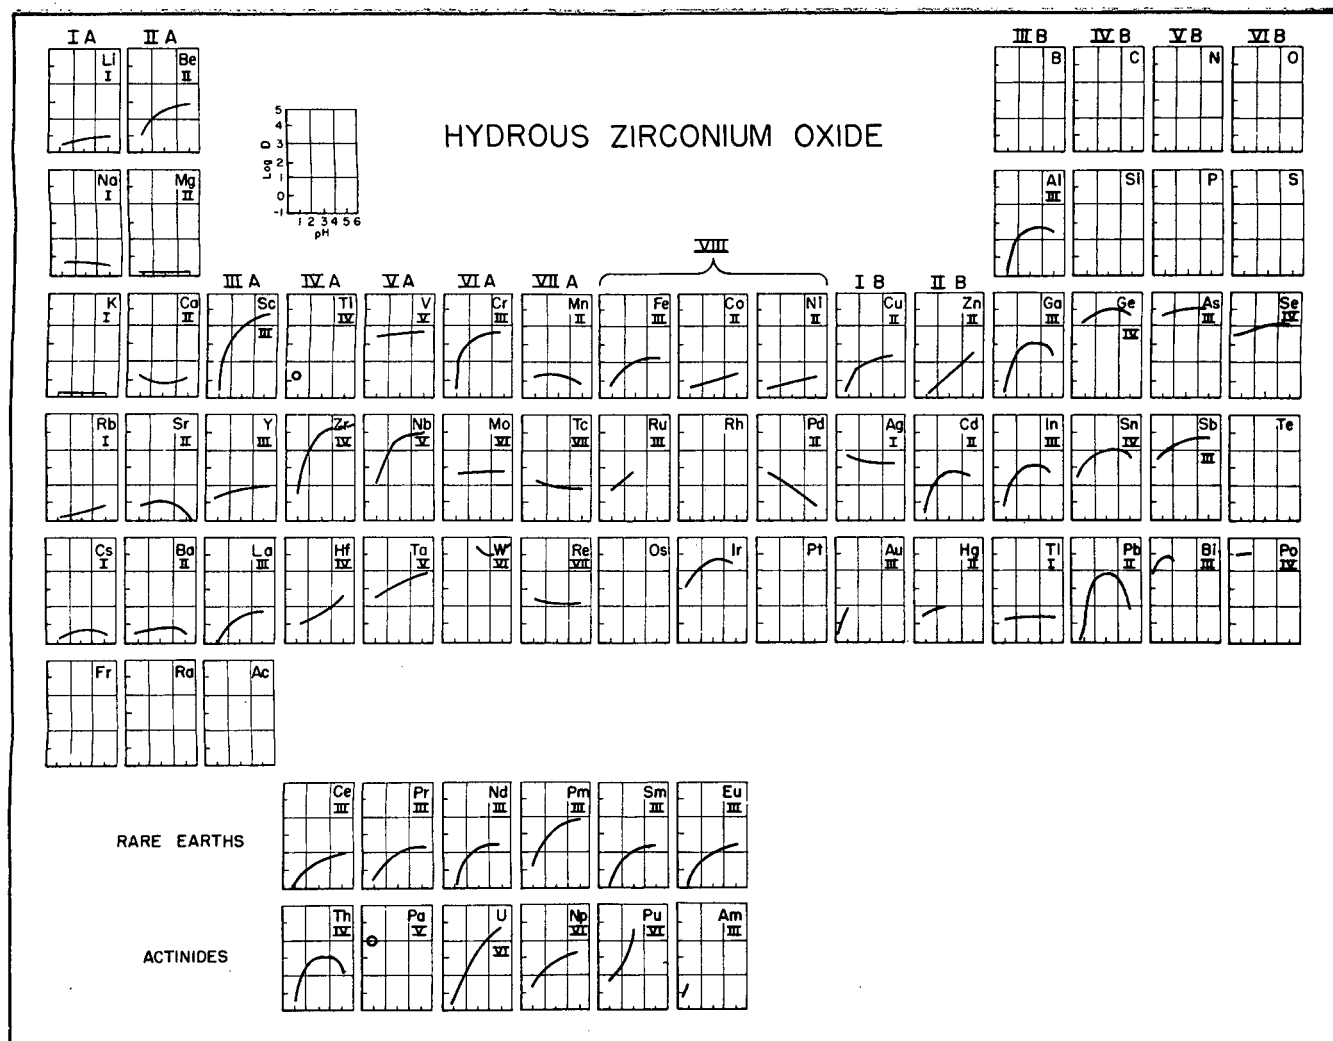 I A II A III B IV B V B VI B
Li Be B C N O
I II
5
4
3
2
1
0
-1
Log D
1 2 3 4 5 6
pH
HYDROUS ZIRCONIUM OXIDE
Na Mg Al Si P S
I II III
VIII
III A IV A V A VI A VII A I B II B
K Ca Sc Ti V Cr Mn Fe Co Ni Cu Zn Ga Ge As Se
I II III IV V III II III II II II II III IV III IV
Rb Sr Y Zr Nb Mo Tc Ru Rh Pd Ag Cd In Sn Sb Te
I II III IV V VI VII III II I II III IV III
Cs Ba La Hf Ta W Re Os Ir Pt Au Hg Tl Pb Bi Po
I II III IV V VI VII III II I II III IV
Fr Ra Ac
RARE EARTHS
Ce Pr Nd Pm Sm Eu
III III III III III III
ACTINIDES
Th Pa U Np Pu Am
IV V VI VI VI III